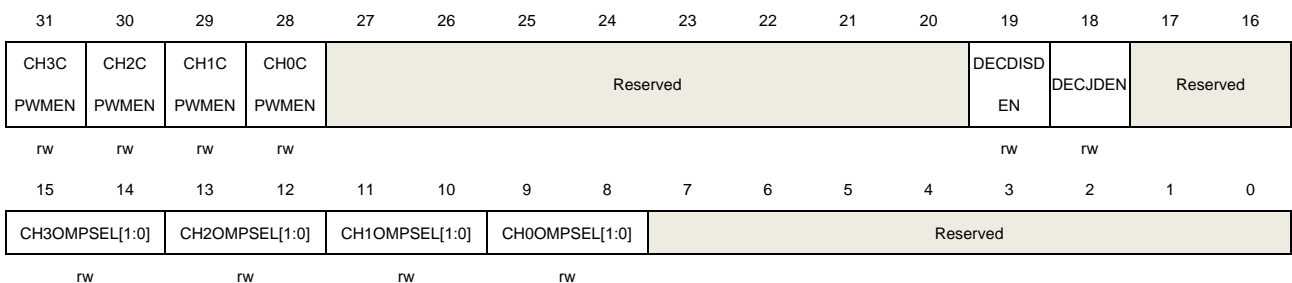 31 30 29 28 27 26 25 24 23 22 21 20 19 18 17 16
CH3C CH2C CH1C CH0C Reserved DECDISD DECJDEN Reserved
PWMEN PWMEN PWMEN PWMEN EN
rw rw rw rw rw rw
15 14 13 12 11 10 9 8 7 6 5 4 3 2 1 0
CH3OMPSEL[1:0] CH2OMPSEL[1:0] CH1OMPSEL[1:0] CH0OMPSEL[1:0] Reserved
rw rw rw rw